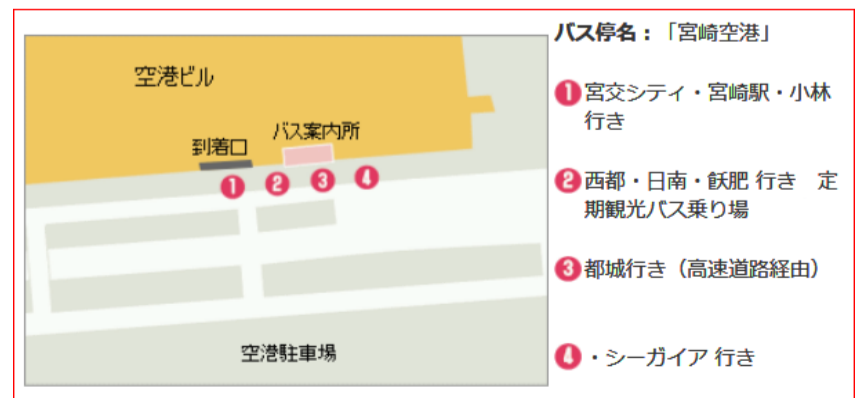 空港ビル
到着口
バス案内所
1
2
3
4
空港駐車場
バス停名：「宮崎空港」
1 宮交シティ・宮崎駅・小林
行き
2 西都・日南・飫肥 行き　定
期観光バス乗り場
3 都城行き（高速道路経由）
4 ・シーガイア 行き